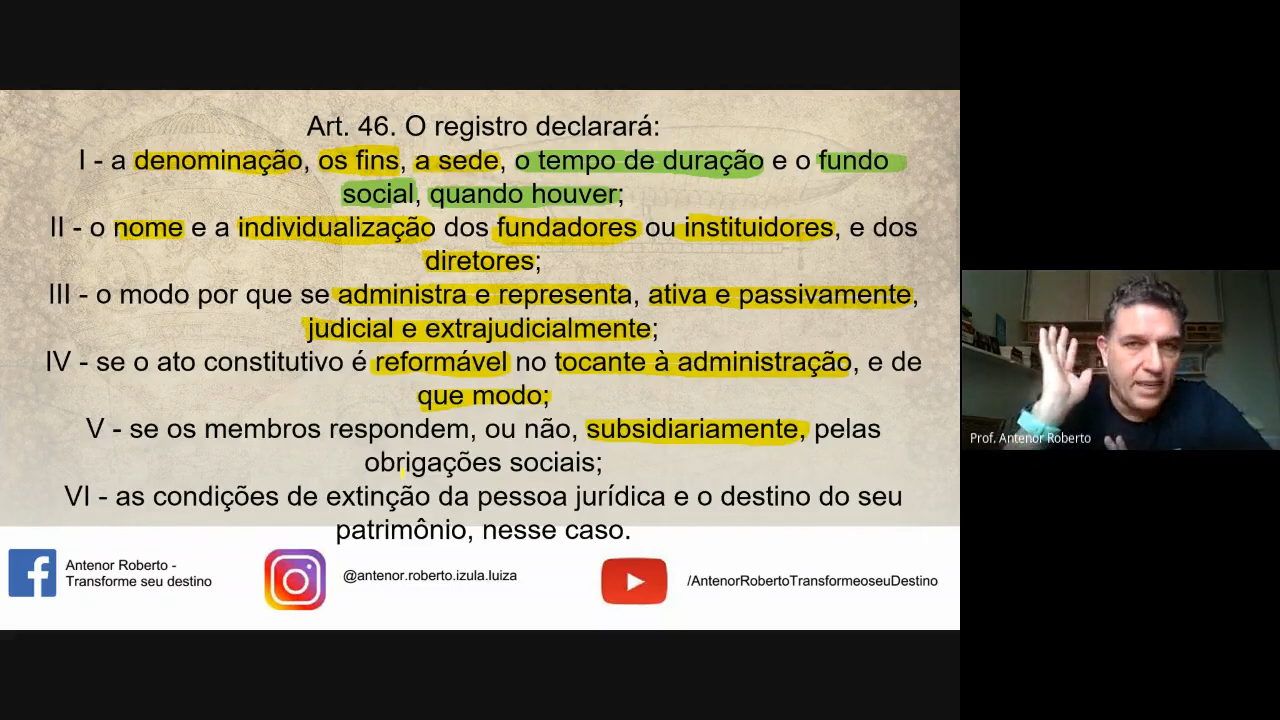 Art. 46. O registro declarará:
I - a denominação, os fins, a sede, o tempo de duração e o fundo
social, quando houver;
II - o nome e a individualização dos fundadores ou instituidores, e dos
diretores;
III - o modo por que se administra e representa, ativa e passivamente,
judicial e extrajudicialmente;
IV - se o ato constitutivo é reformável no tocante à administração, e de
que modo;
V - se os membros respondem, ou não, subsidiariamente, pelas
obrigações sociais;
VI - as condições de extinção da pessoa jurídica e o destino do seu
patrimônio, nesse caso.
Antenor Roberto -
Transforme seu destino
@antenor.roberto.izula.luiza
/AntenorRobertoTransformeoseuDestino
Prof. Antenor Roberto